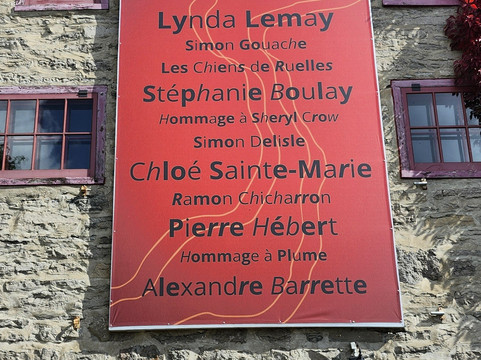 Lynda Lemay
Simon Gouache
Les Chiens de Ruelles
Stéphanie Boulay
Hommage à Sheryl Crow
Simon Delisle
Chloé Sainte-Marie
Ramon Chicharron
Pierre Hébert
Hommage à Plume
Alexandre Barrette